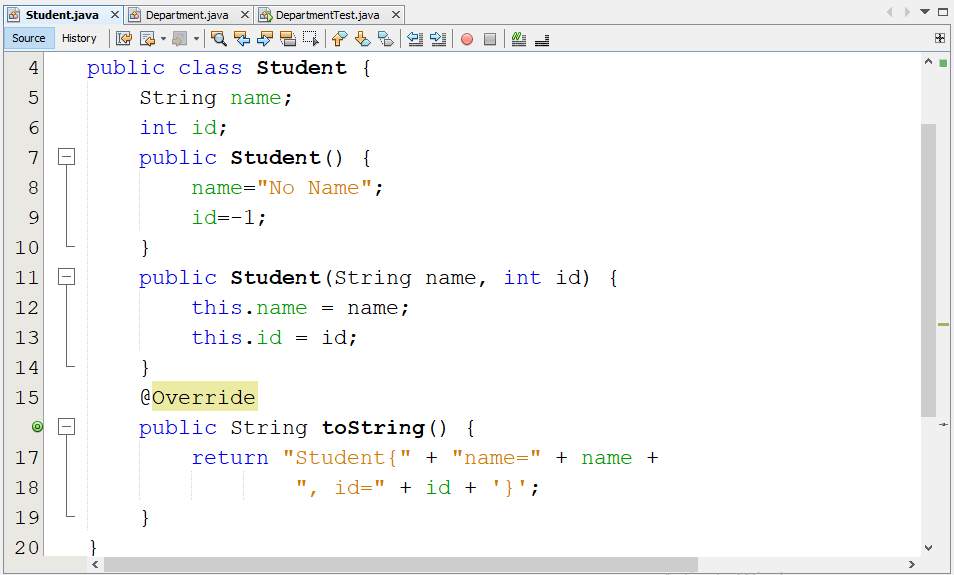 Student.java Department.java DepartmentTest.java
Source History
4 public class Student {
5 String name;
6 int id;
7 public Student() {
8 name="No Name";
9 id=-1;
10 }
11 public Student(String name, int id) {
12 this.name = name;
13 this.id = id;
14 }
15 @Override
public String toString() {
17 return "Student{" + "name=" + name +
18 ", id=" + id + '}';
19 }
20 }